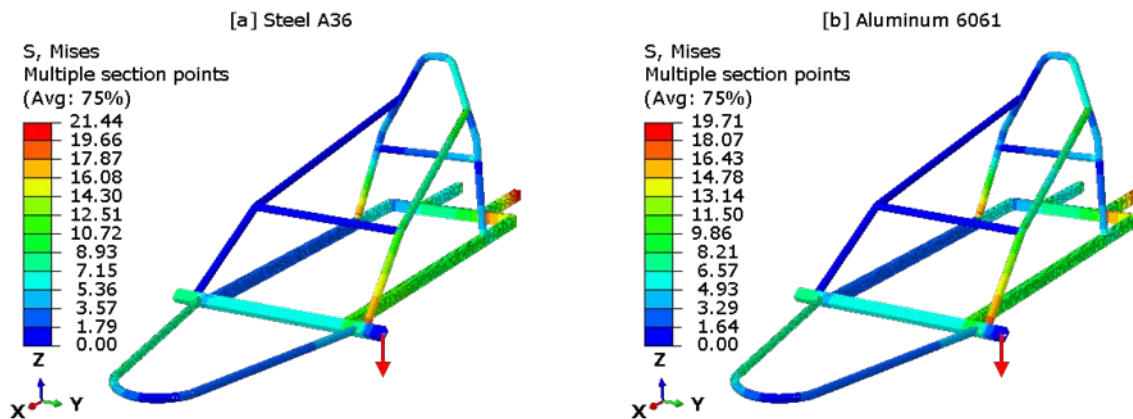 [a] Steel A36
S, Mises
Multiple section points
(Avg: 75%)
21.44
19.66
17.87
16.08
14.30
12.51
10.72
8.93
7.15
5.36
3.57
1.79
0.00
Z
X
Y
[b] Aluminum 6061
S, Mises
Multiple section points
(Avg: 75%)
19.71
18.07
16.43
14.78
13.14
11.50
9.86
8.21
6.57
4.93
3.29
1.64
0.00
Z
X
Y